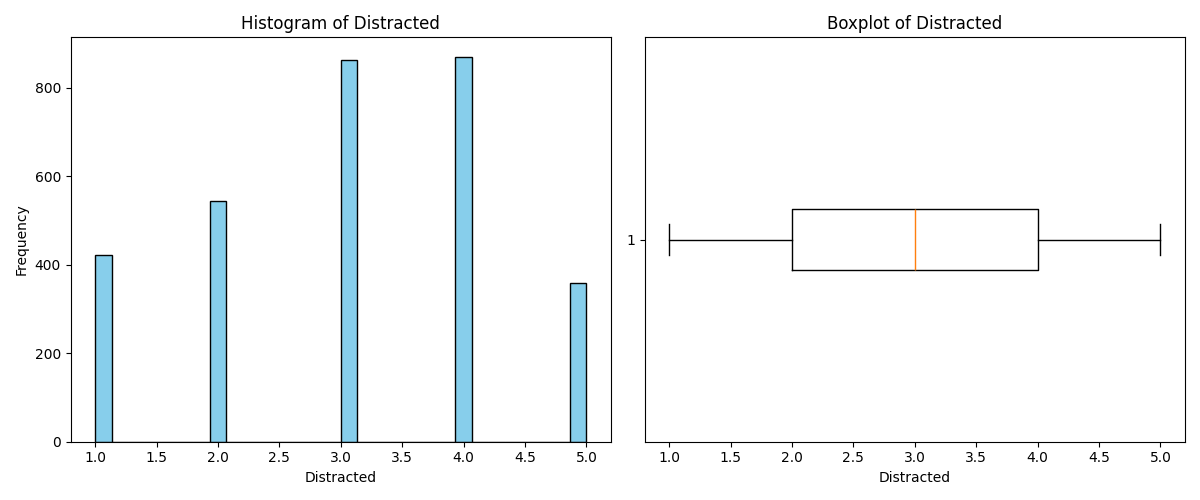 Histogram of Distracted
Frequency
800
600
400
200
0
1.0 1.5 2.0 2.5 3.0 3.5 4.0 4.5 5.0
Distracted
Boxplot of Distracted
1
1.0 1.5 2.0 2.5 3.0 3.5 4.0 4.5 5.0
Distracted